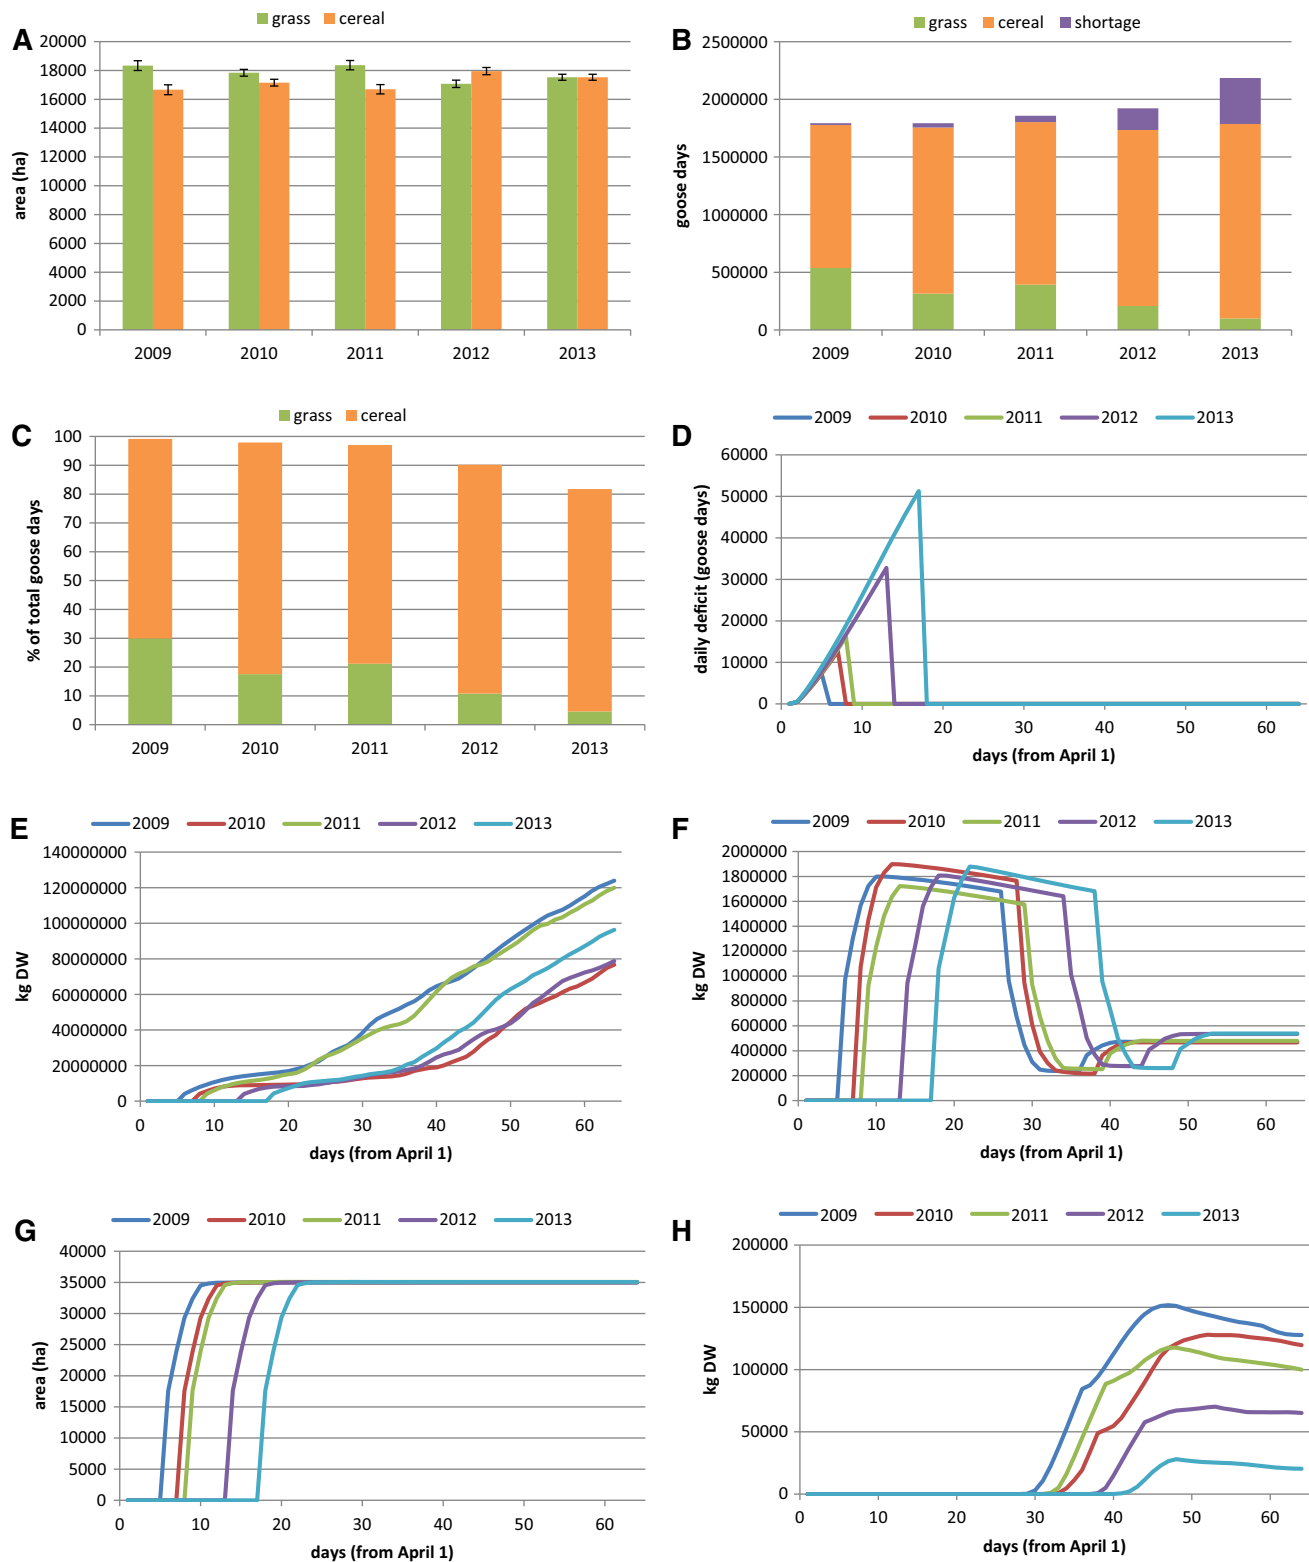 A
grass cereal
area (ha)
20000
18000
16000
14000
12000
10000
8000
6000
4000
2000
0
2009 2010 2011 2012 2013
B
grass cereal shortage
goose days
2500000
2000000
1500000
1000000
500000
0
2009 2010 2011 2012 2013
C
grass cereal
% of total goose days
100
90
80
70
60
50
40
30
20
10
0
2009 2010 2011 2012 2013
D
2009 2010 2011 2012 2013
daily deficit (goose days)
60000
50000
40000
30000
20000
10000
0
0 10 20 30 40 50 60
days (from April 1)
E
2009 2010 2011 2012 2013
kg DW
140000000
120000000
100000000
80000000
60000000
40000000
20000000
0
0 10 20 30 40 50 60
days (from April 1)
F
2009 2010 2011 2012 2013
kg DW
2000000
1800000
1600000
1400000
1200000
1000000
800000
600000
400000
200000
0
0 10 20 30 40 50 60
days (from April 1)
G
2009 2010 2011 2012 2013
area (ha)
40000
35000
30000
25000
20000
15000
10000
5000
0
0 10 20 30 40 50 60
days (from April 1)
H
2009 2010 2011 2012 2013
kg DW
200000
150000
100000
50000
0
0 10 20 30 40 50 60
days (from April 1)